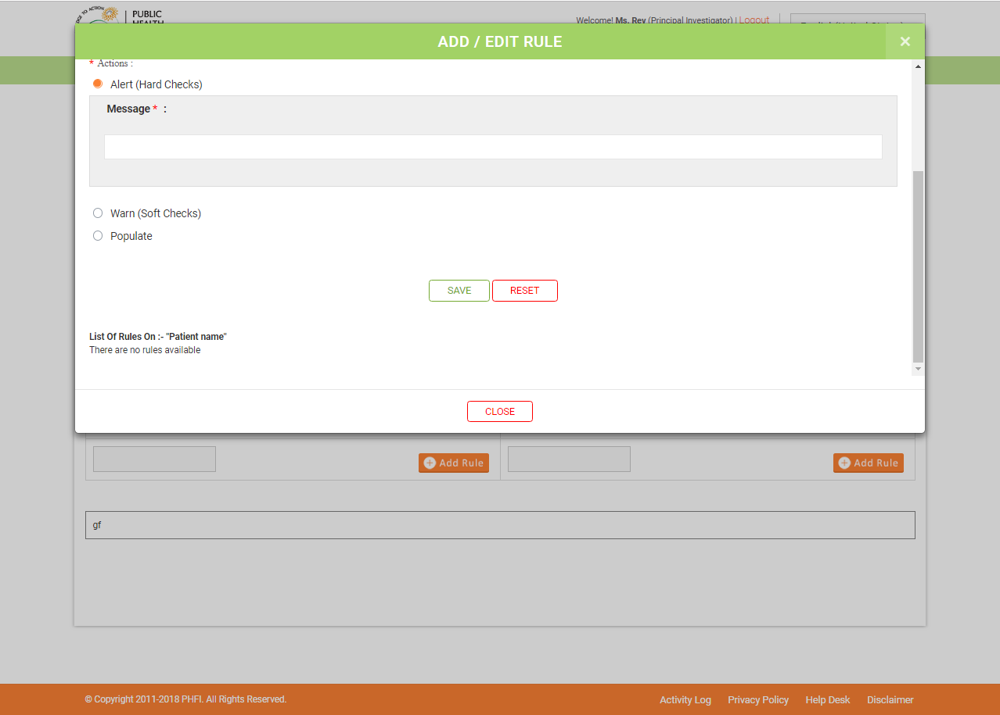 PUBLIC
HEALTH
Welcome! Ms. Rev (Principal Investigator) | Logout
ADD / EDIT RULE
×
* Actions :
Alert (Hard Checks)
Message * :
Warn (Soft Checks)
Populate
SAVE RESET
List Of Rules On :- "Patient name"
There are no rules available
CLOSE
Add Rule Add Rule
gf
© Copyright 2011-2018 PHFI. All Rights Reserved.
Activity Log Privacy Policy Help Desk Disclaimer